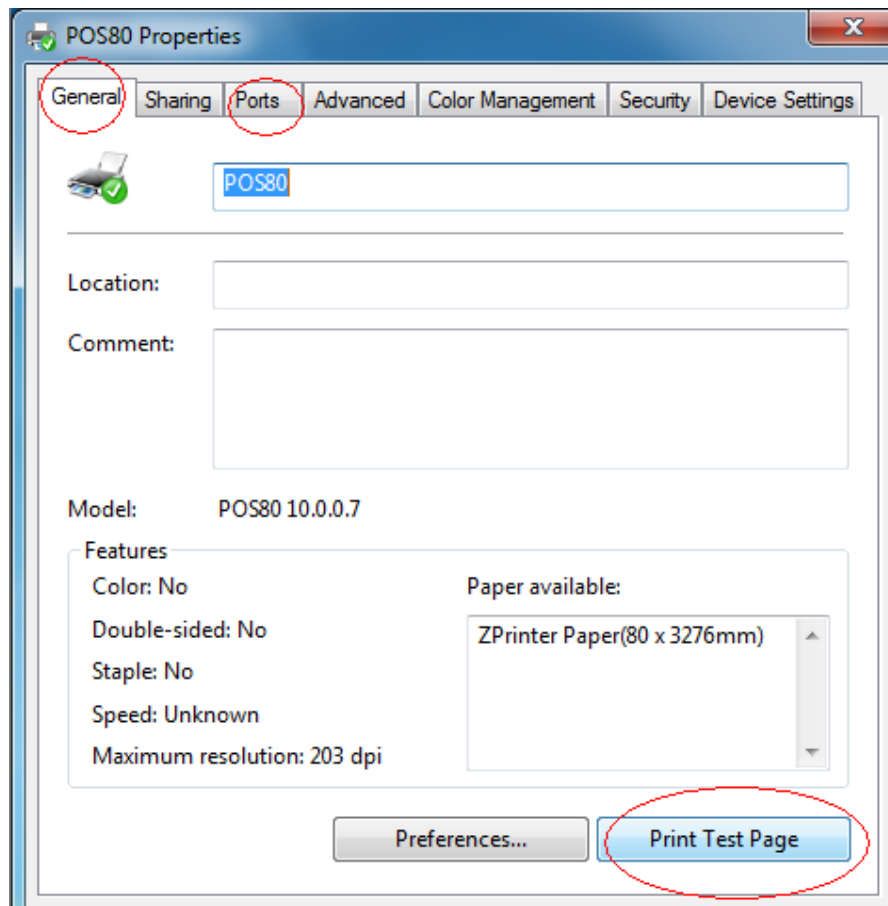 POS80 Properties
General Sharing Ports Advanced Color Management Security Device Settings
POS80
Location:
Comment:
Model: POS80 10.0.0.7
Features
Color: No
Double-sided: No
Staple: No
Speed: Unknown
Maximum resolution: 203 dpi
Paper available:
ZPrinter Paper(80 x 3276mm)
Preferences... Print Test Page